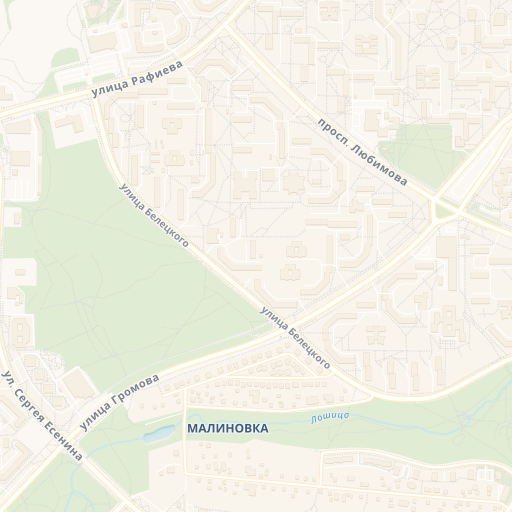 улица Рафиева
просп. Любимова
улица Белецкого
улица Белецкого
улица Громова
ул. Сергея Есенина
Лошица
МАЛИНОВКА